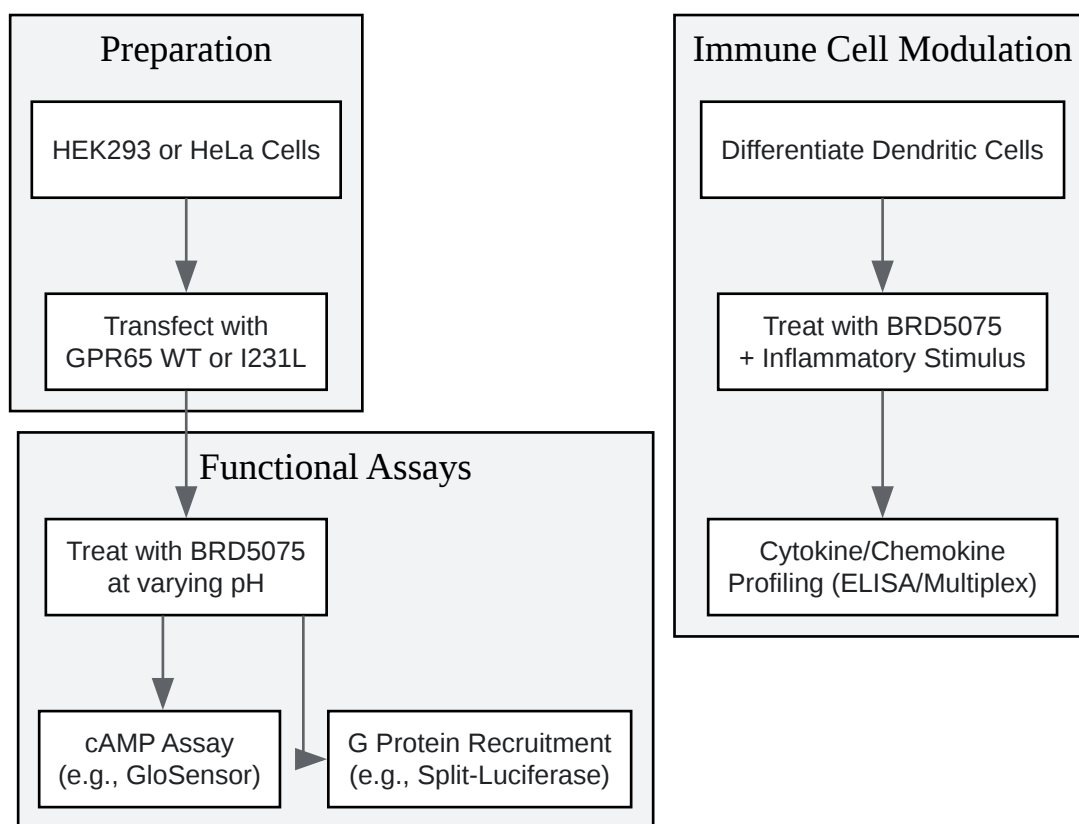 Preparation
HEK293 or HeLa Cells
Transfect with
GPR65 WT or I231L
Functional Assays
Treat with BRD5075
at varying pH
cAMP Assay
(e.g., GloSensor)
G Protein Recruitment
(e.g., Split-Luciferase)
Immune Cell Modulation
Differentiate Dendritic Cells
Treat with BRD5075
+ Inflammatory Stimulus
Cytokine/Chemokine
Profiling (ELISA/Multiplex)